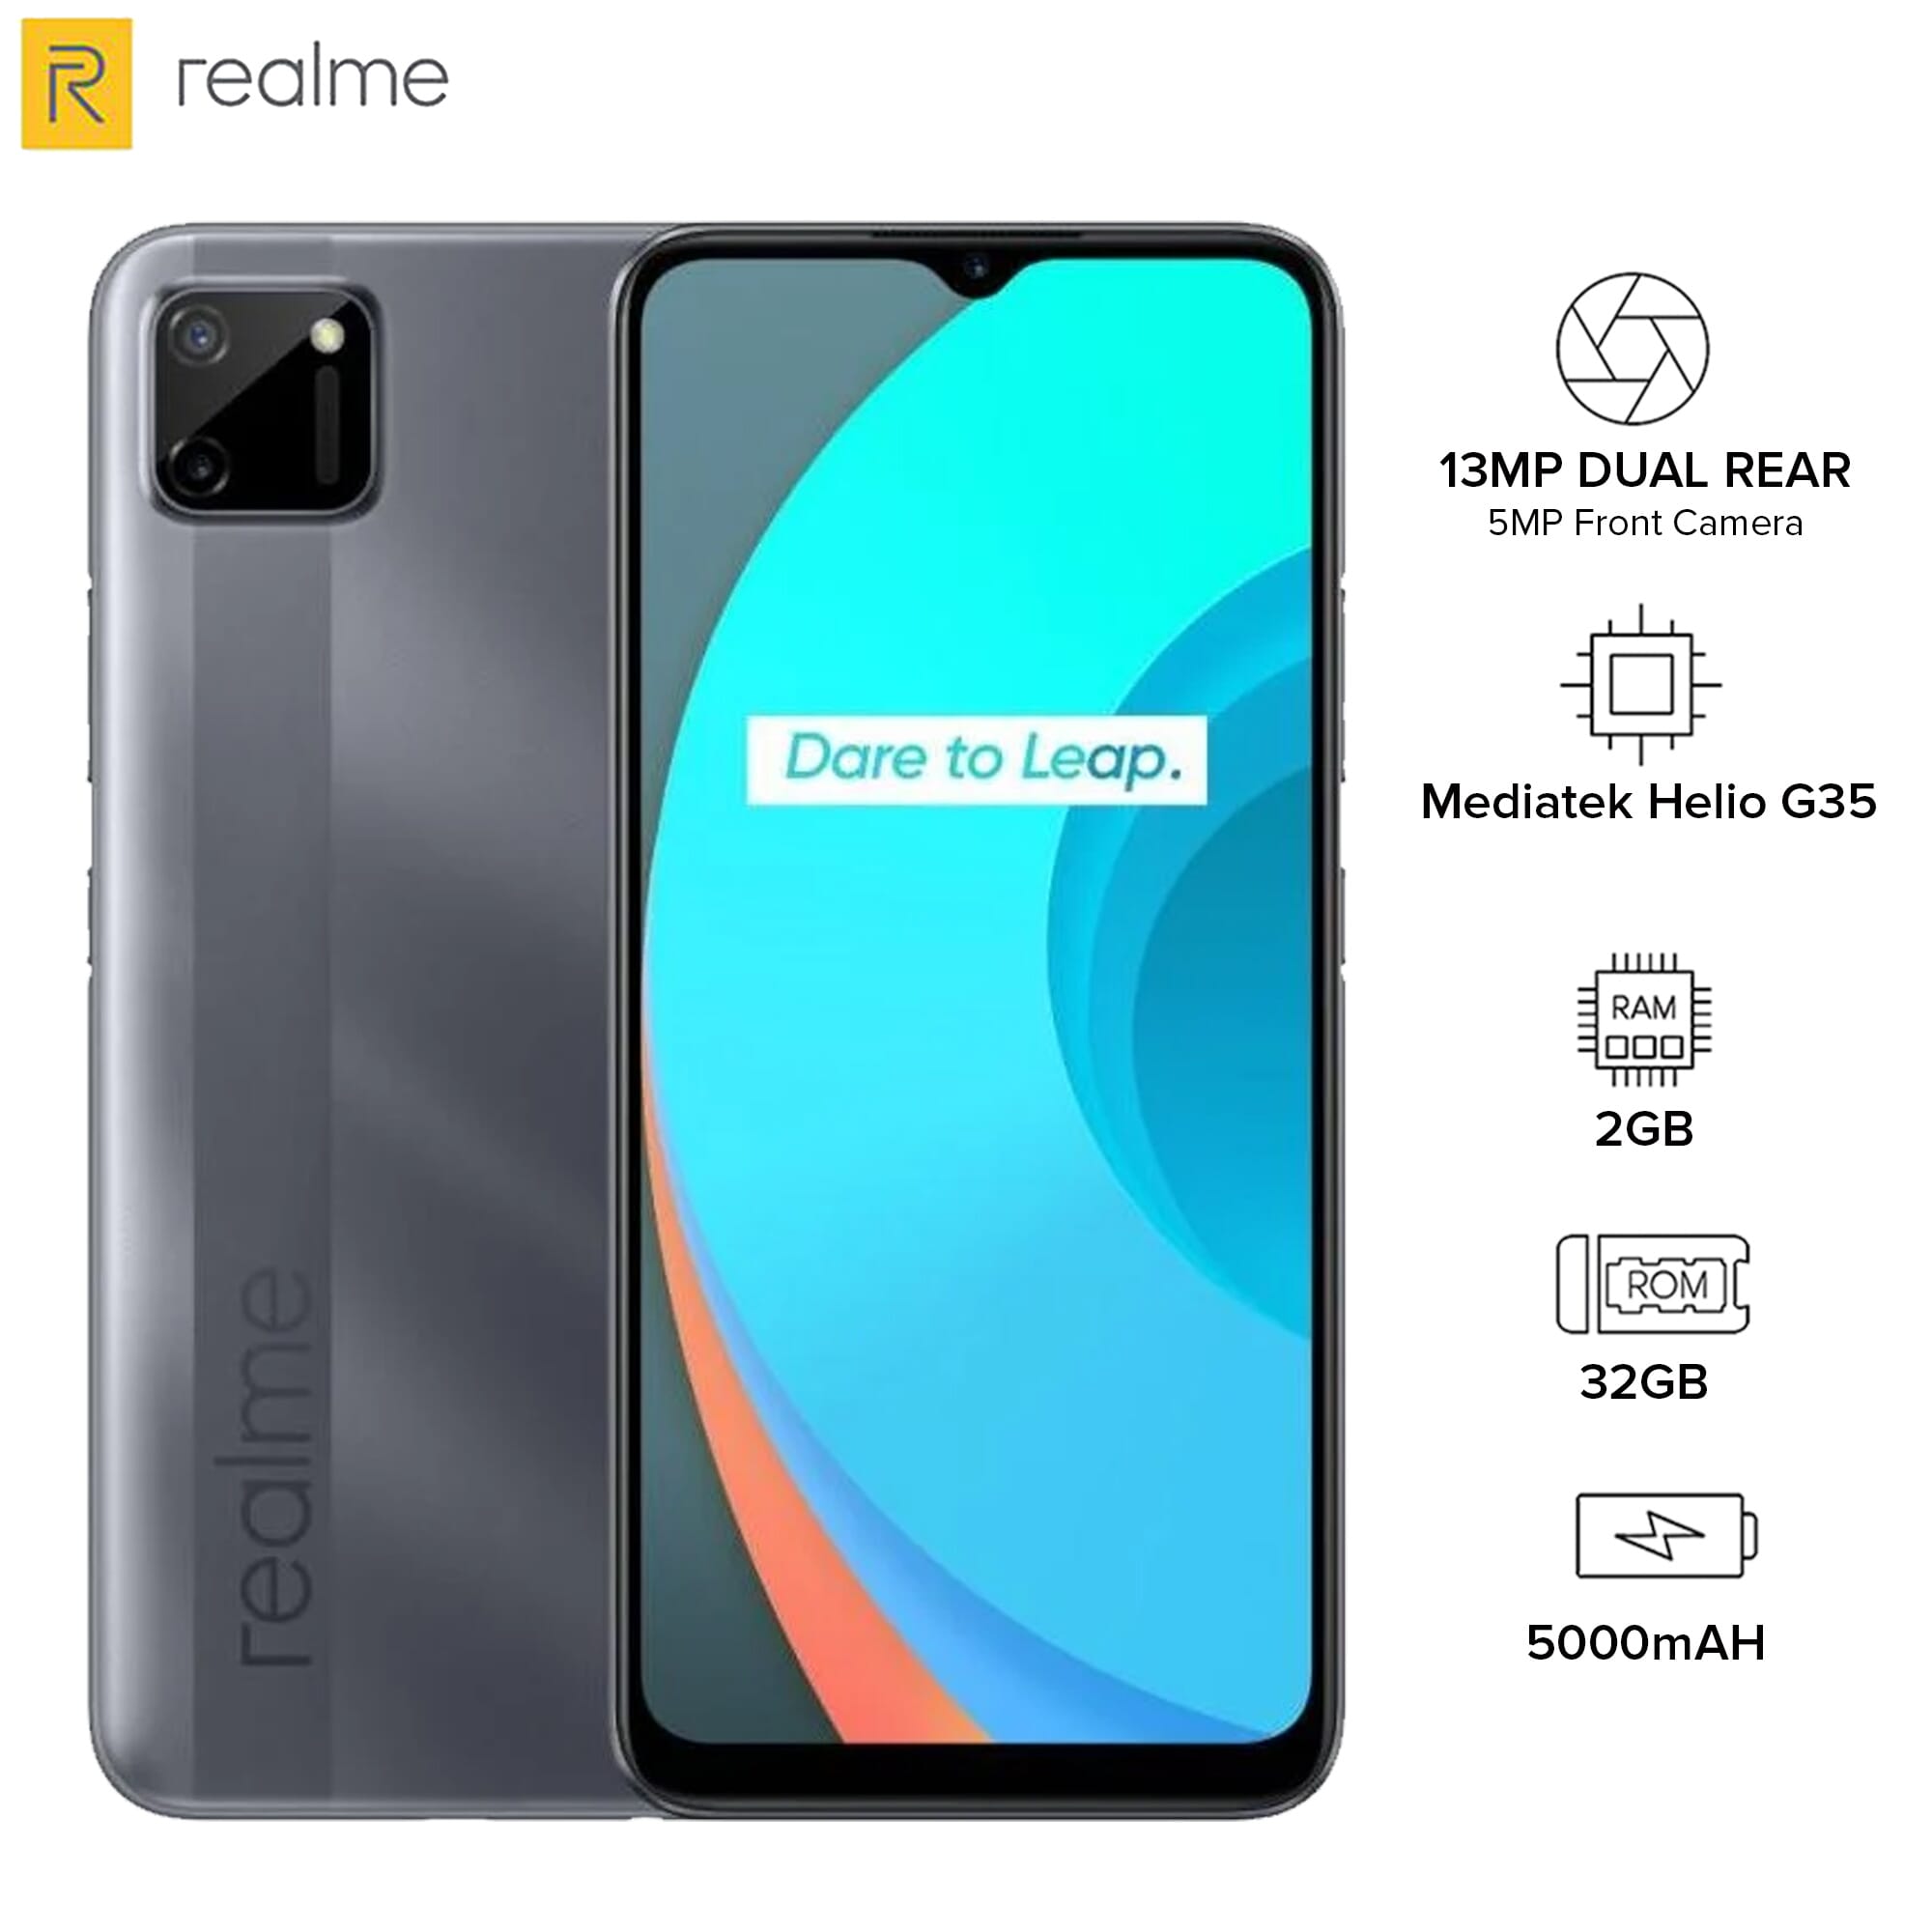 R realme
realme
Dare to Leap.
13MP DUAL REAR
5MP Front Camera
Mediatek Helio G35
RAM
2GB
ROM
32GB
5000mAH